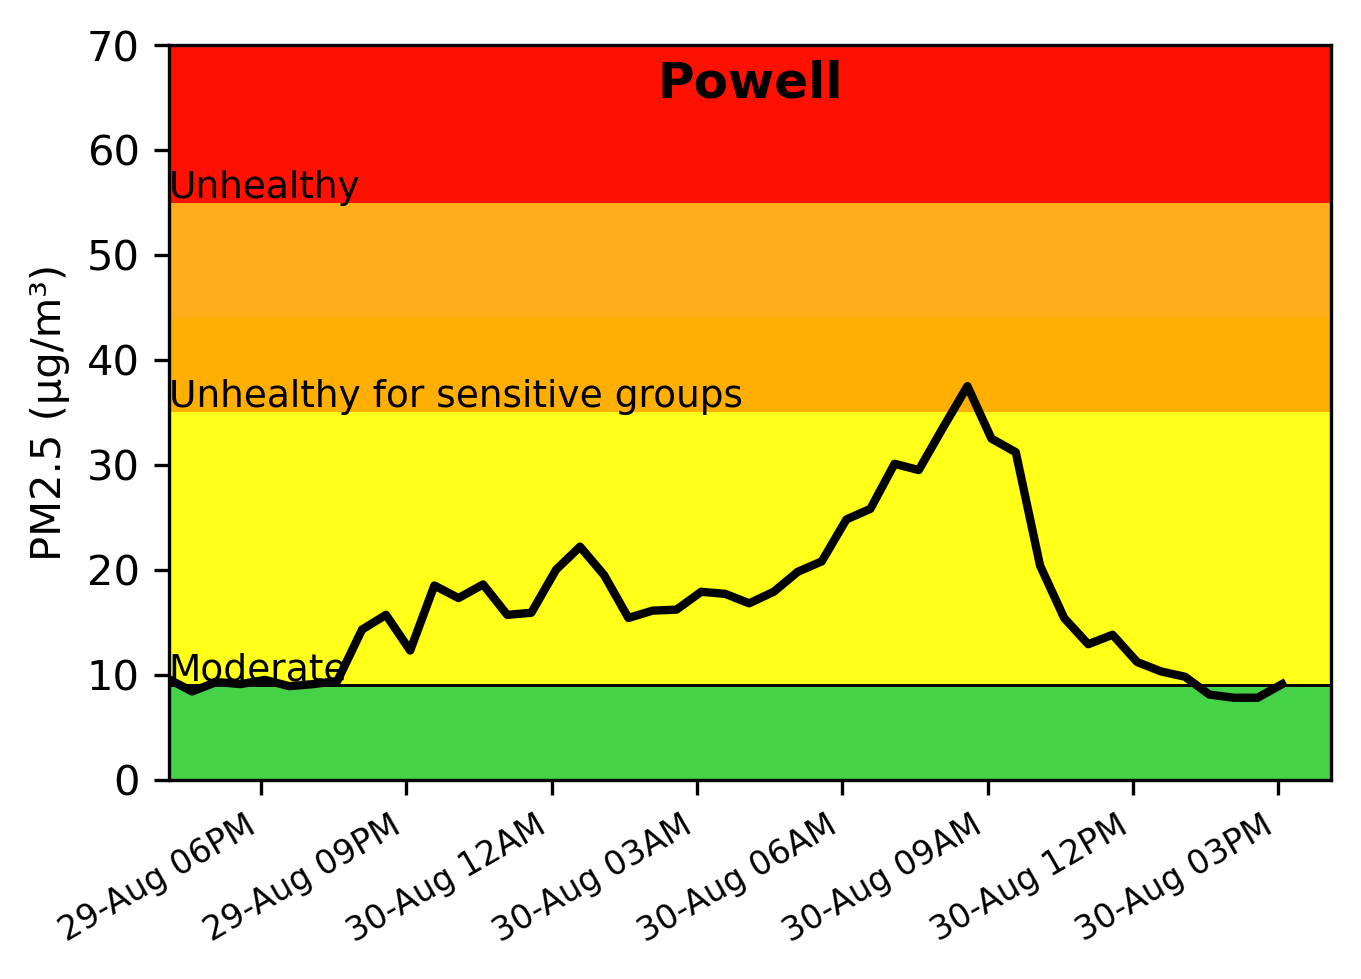 Powell
70
60
50
40
30
20
10
0
PM2.5 (µg/m³)
Unhealthy
Unhealthy for sensitive groups
Moderate
29-Aug 06PM
29-Aug 09PM
30-Aug 12AM
30-Aug 03AM
30-Aug 06AM
30-Aug 09AM
30-Aug 12PM
30-Aug 03PM